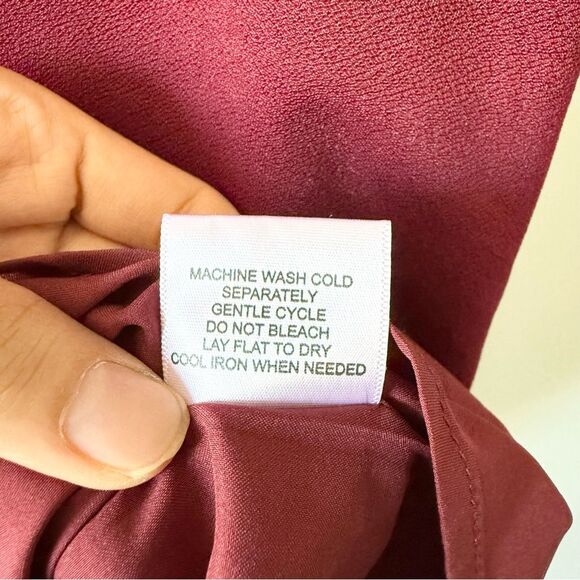 MACHINE WASH COLD
SEPARATELY
GENTLE CYCLE
DO NOT BLEACH
LAY FLAT TO DRY
COOL IRON WHEN NEEDED